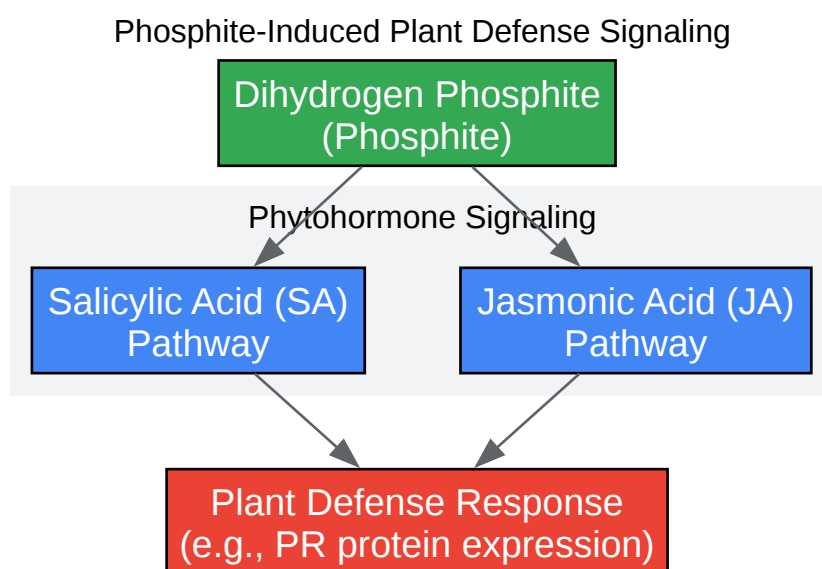 Phosphite-Induced Plant Defense Signaling
Dihydrogen Phosphite
(Phosphite)
Phytohormone Signaling
Salicylic Acid (SA)
Pathway
Jasmonic Acid (JA)
Pathway
Plant Defense Response
(e.g., PR protein expression)